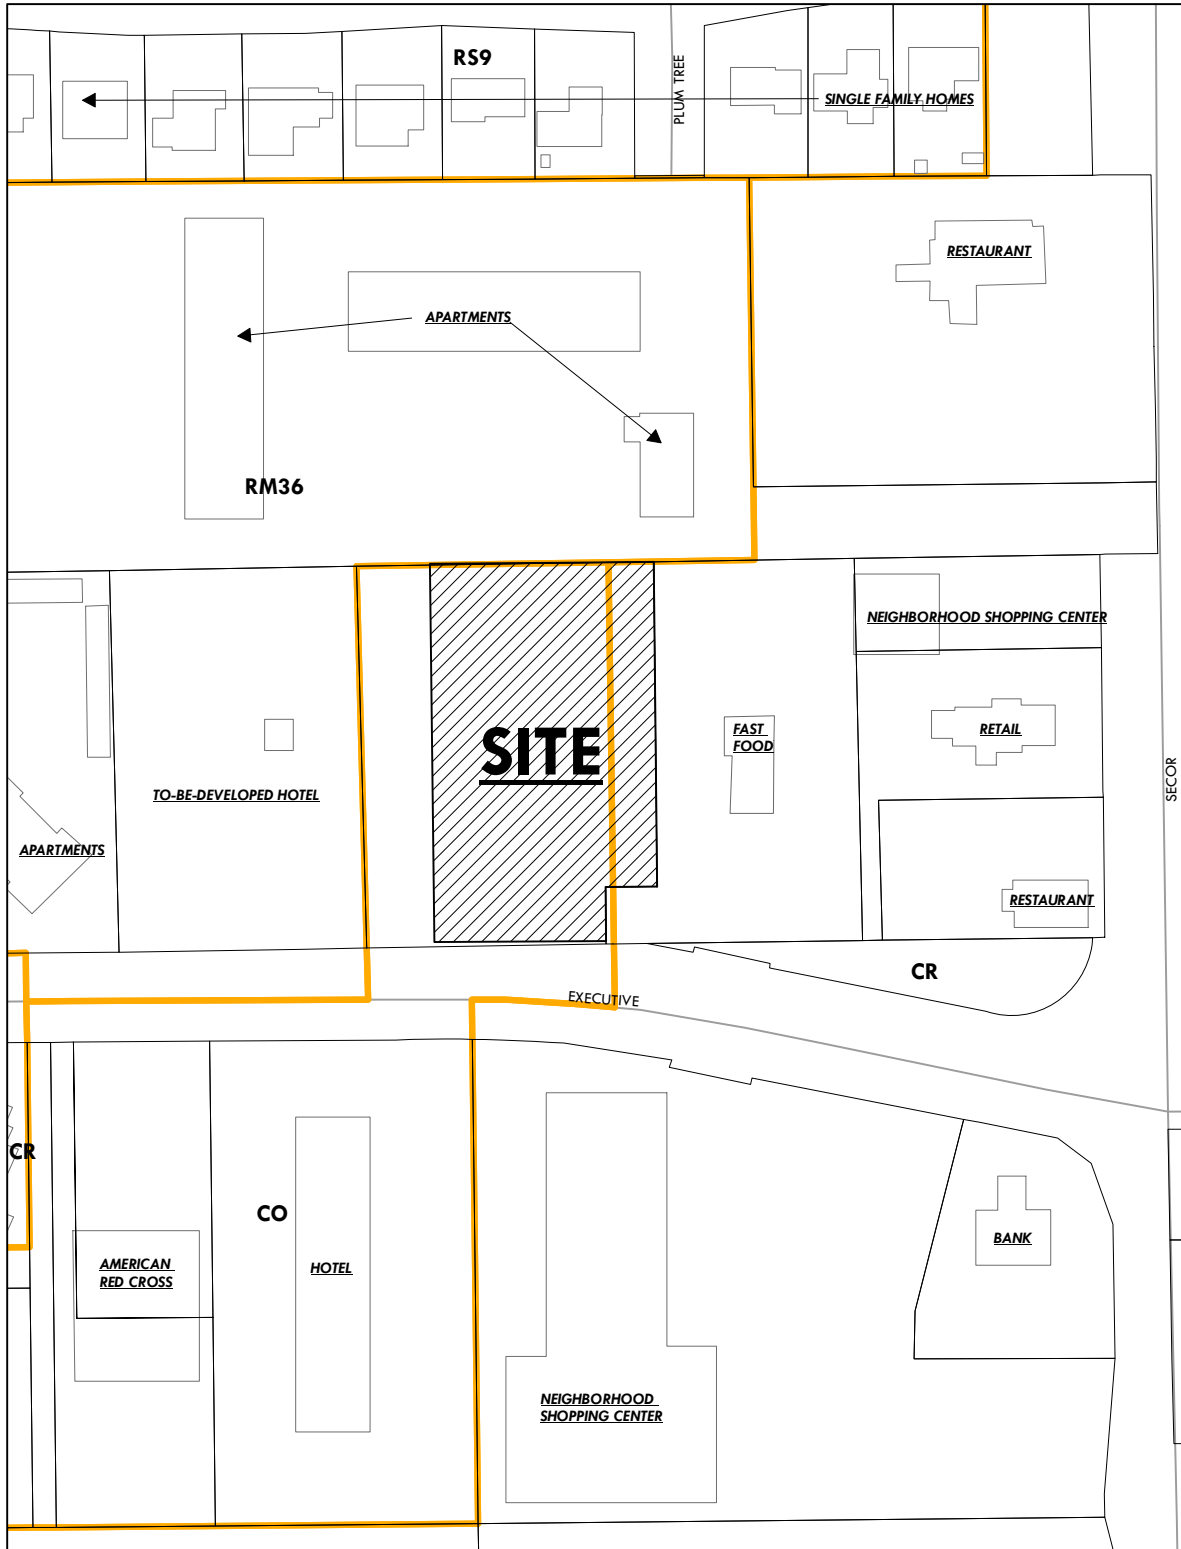 RS9
PLUM TREE
SINGLE FAMILY HOMES
RESTAURANT
APARTMENTS
RM36
NEIGHBORHOOD SHOPPING CENTER
SITE
FAST
FOOD
RETAIL
SECOR
TO-BE-DEVELOPED HOTEL
APARTMENTS
RESTAURANT
CR
EXECUTIVE
CR
CO
BANK
AMERICAN
RED CROSS
HOTEL
NEIGHBORHOOD
SHOPPING CENTER